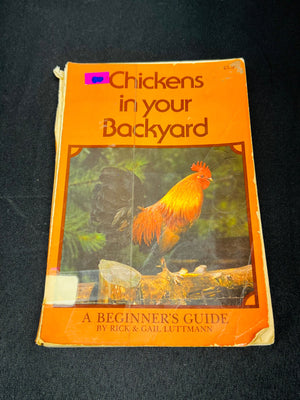 Chickens
in your
Backyard
A BEGINNER'S GUIDE
BY RICK & GAIL LUTTMANN